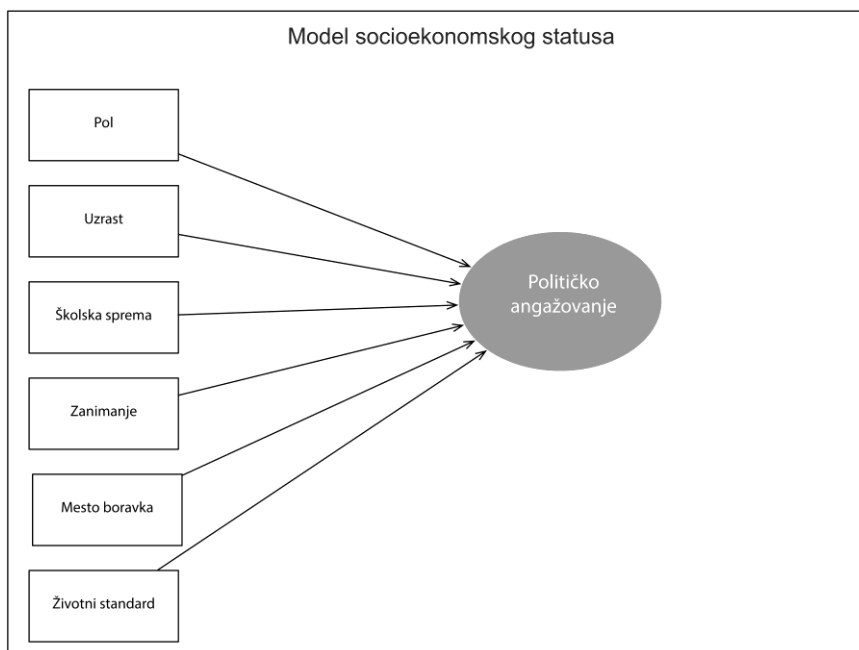 Model socioekonomskog statusa
Pol
Uzrast
Školska sprema
Zanimanje
Mesto boravka
Životni standard
Političko
angažovanje